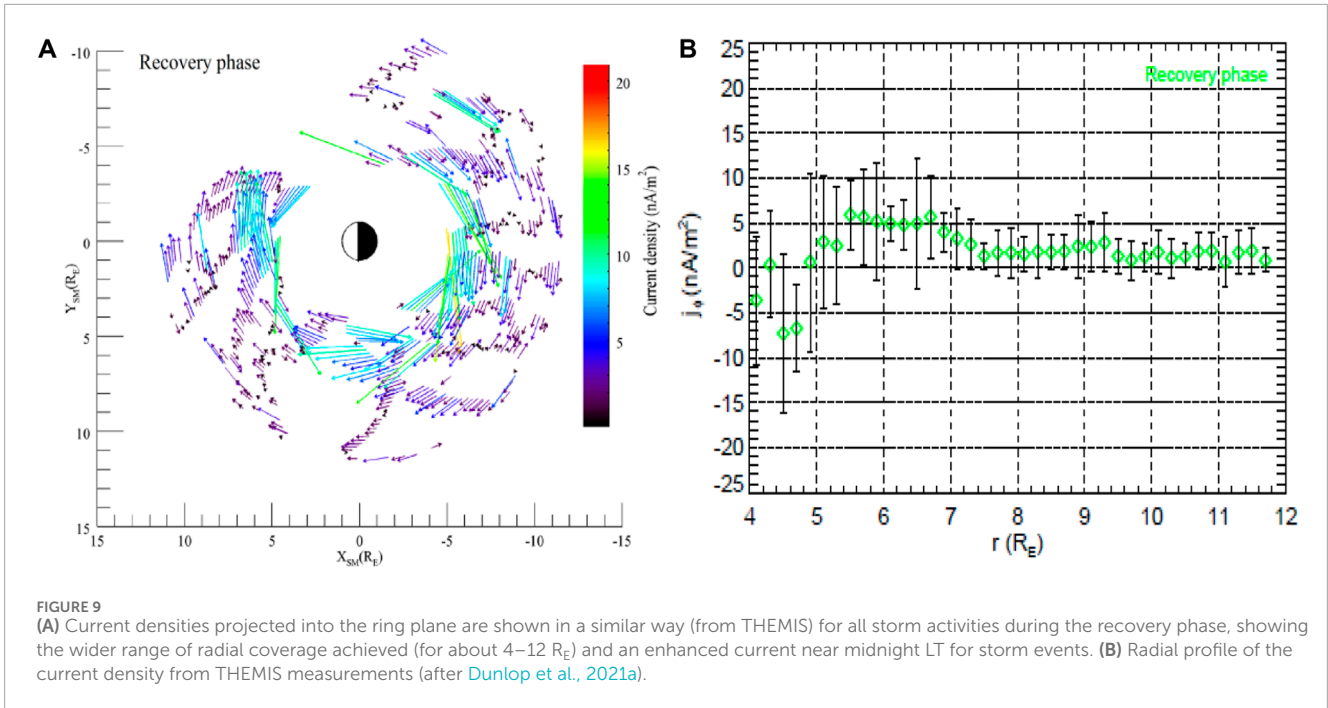 A
Recovery phase
-10
-5
0
5
10
15
Y_SM(R_E)
15 10 5 0 -5 -10 -15
X_SM(R_E)
20
15
10
5
Current density (nA/m²)
B
Recovery phase
25
20
15
10
5
0
-5
-10
-15
-20
-25
j_ϕ (nA/m²)
4 5 6 7 8 9 10 11 12
r (R_E)
FIGURE 9
(A) Current densities projected into the ring plane are shown in a similar way (from THEMIS) for all storm activities during the recovery phase, showing
the wider range of radial coverage achieved (for about 4–12 R_E) and an enhanced current near midnight LT for storm events. (B) Radial profile of the
current density from THEMIS measurements (after Dunlop et al., 2021a).